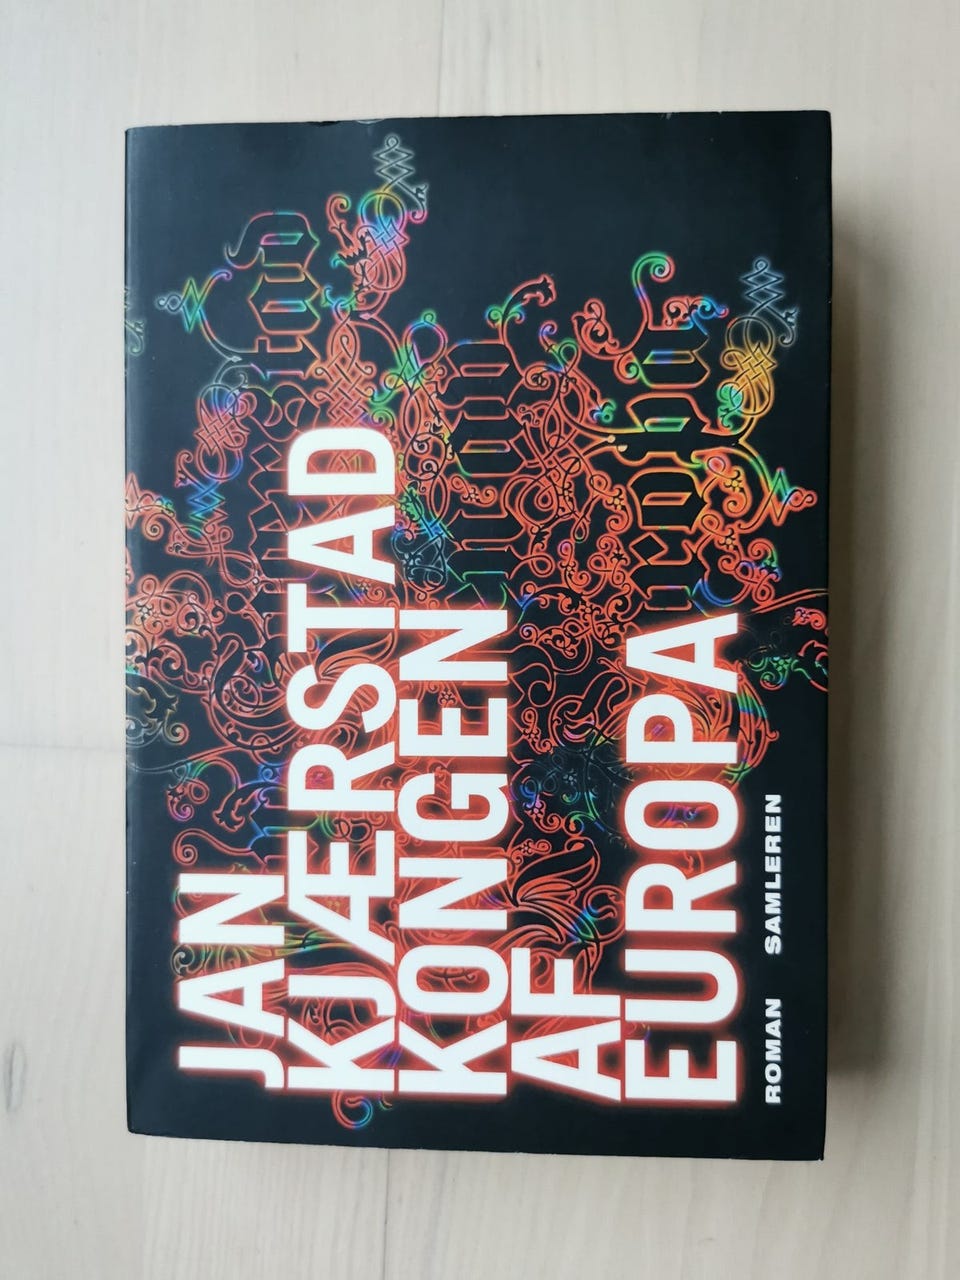 JAN
KJÆRSTAD
KONGEN
AF
EUROPA
ROMAN SAMLEREN